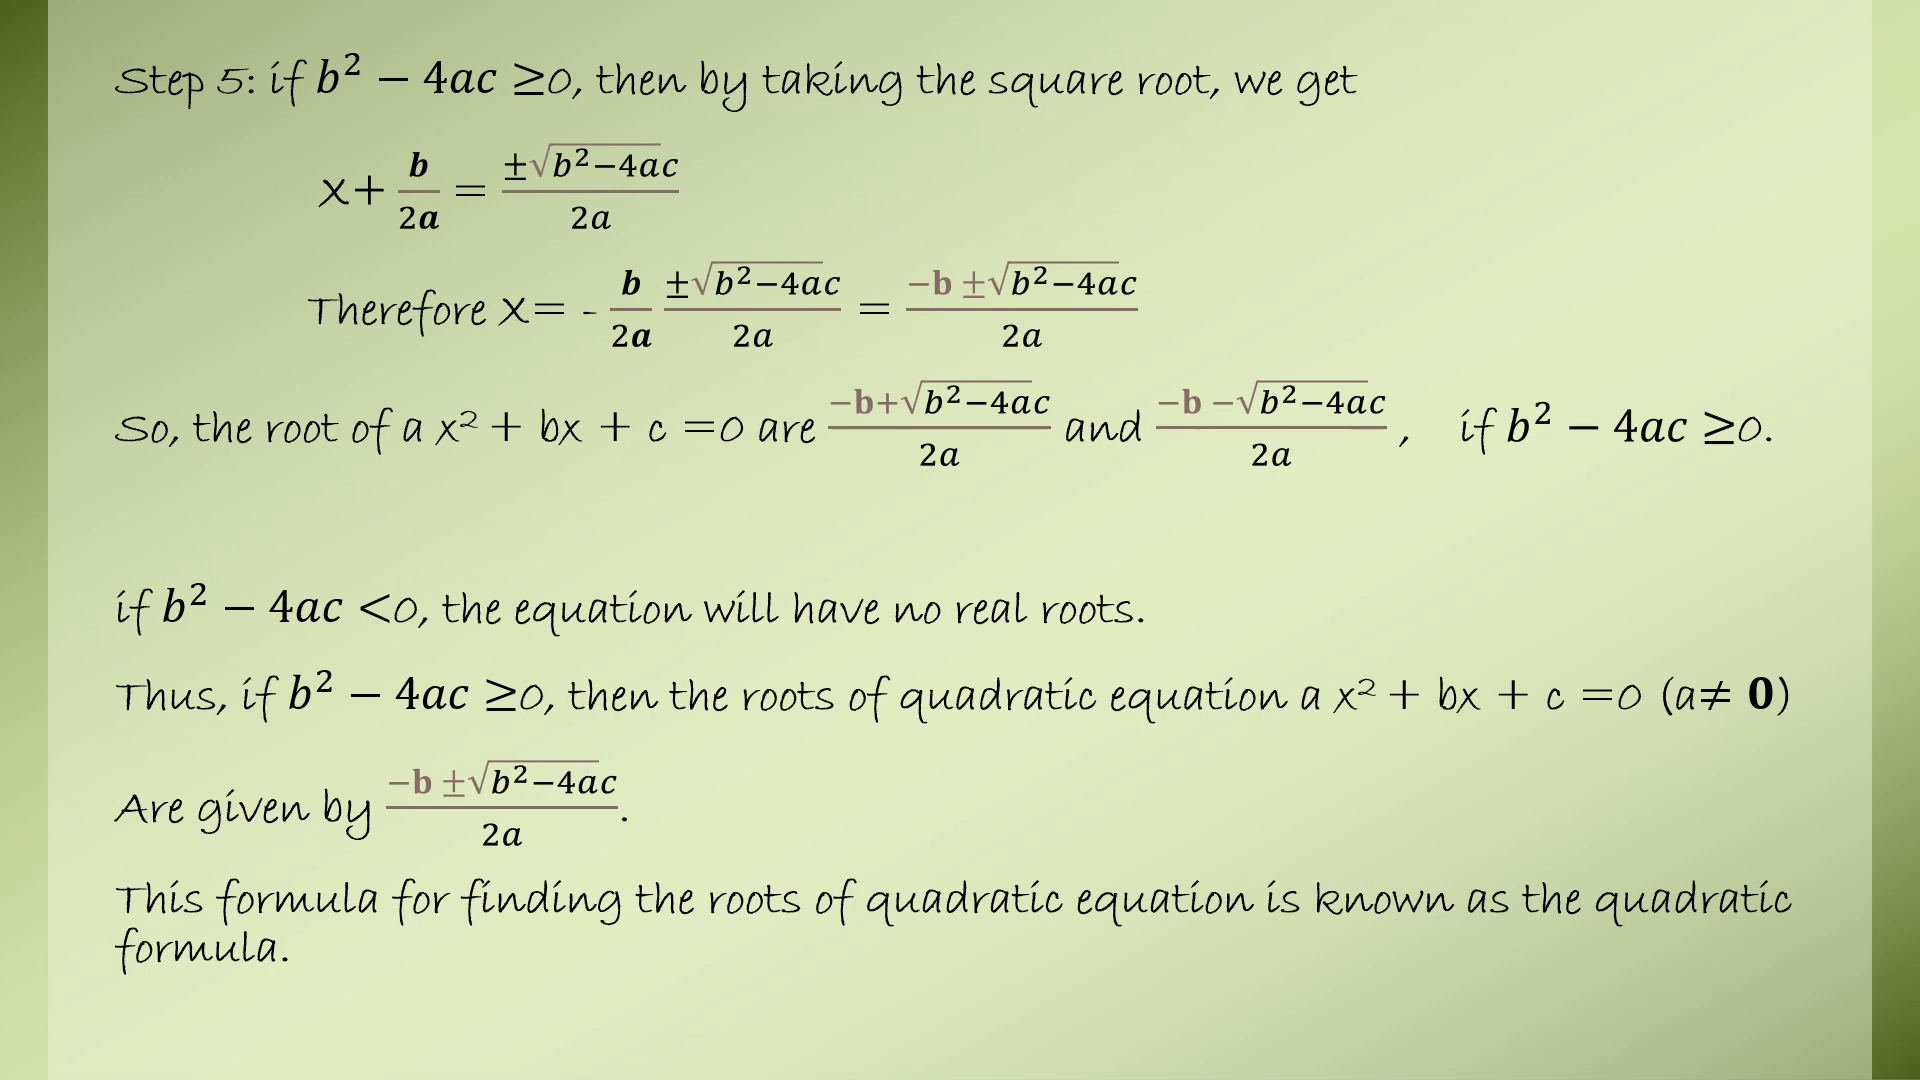 Step 5: if b² − 4ac ≥0, then by taking the square root, we get
x+ b/2a = ±√(b²−4ac)/2a
Therefore x= - b/2a ±√(b²−4ac)/2a = −b ±√(b²−4ac)/2a
So, the root of a x² + bx + c =0 are −b+√(b²−4ac)/2a and −b −√(b²−4ac)/2a , if b² − 4ac ≥0.
if b² − 4ac <0, the equation will have no real roots.
Thus, if b² − 4ac ≥0, then the roots of quadratic equation a x² + bx + c =0 (a≠ 0)
Are given by −b ±√(b²−4ac)/2a.
This formula for finding the roots of quadratic equation is known as the quadratic
formula.